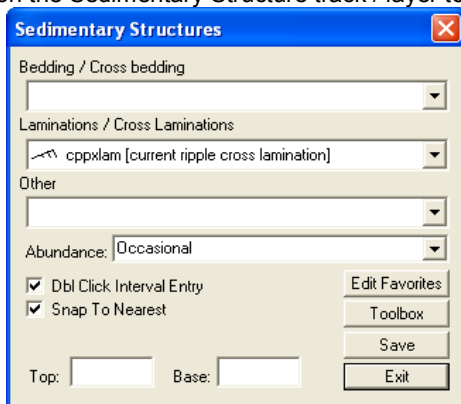 on the Sedimentary Structure track / layer to
Sedimentary Structures
Bedding / Cross bedding
Laminations / Cross Laminations
cppxlam [current ripple cross lamination]
Other
Abundance: Occasional
Dbl Click Interval Entry
Edit Favorites
Snap To Nearest
Toolbox
Save
Top:
Base:
Exit